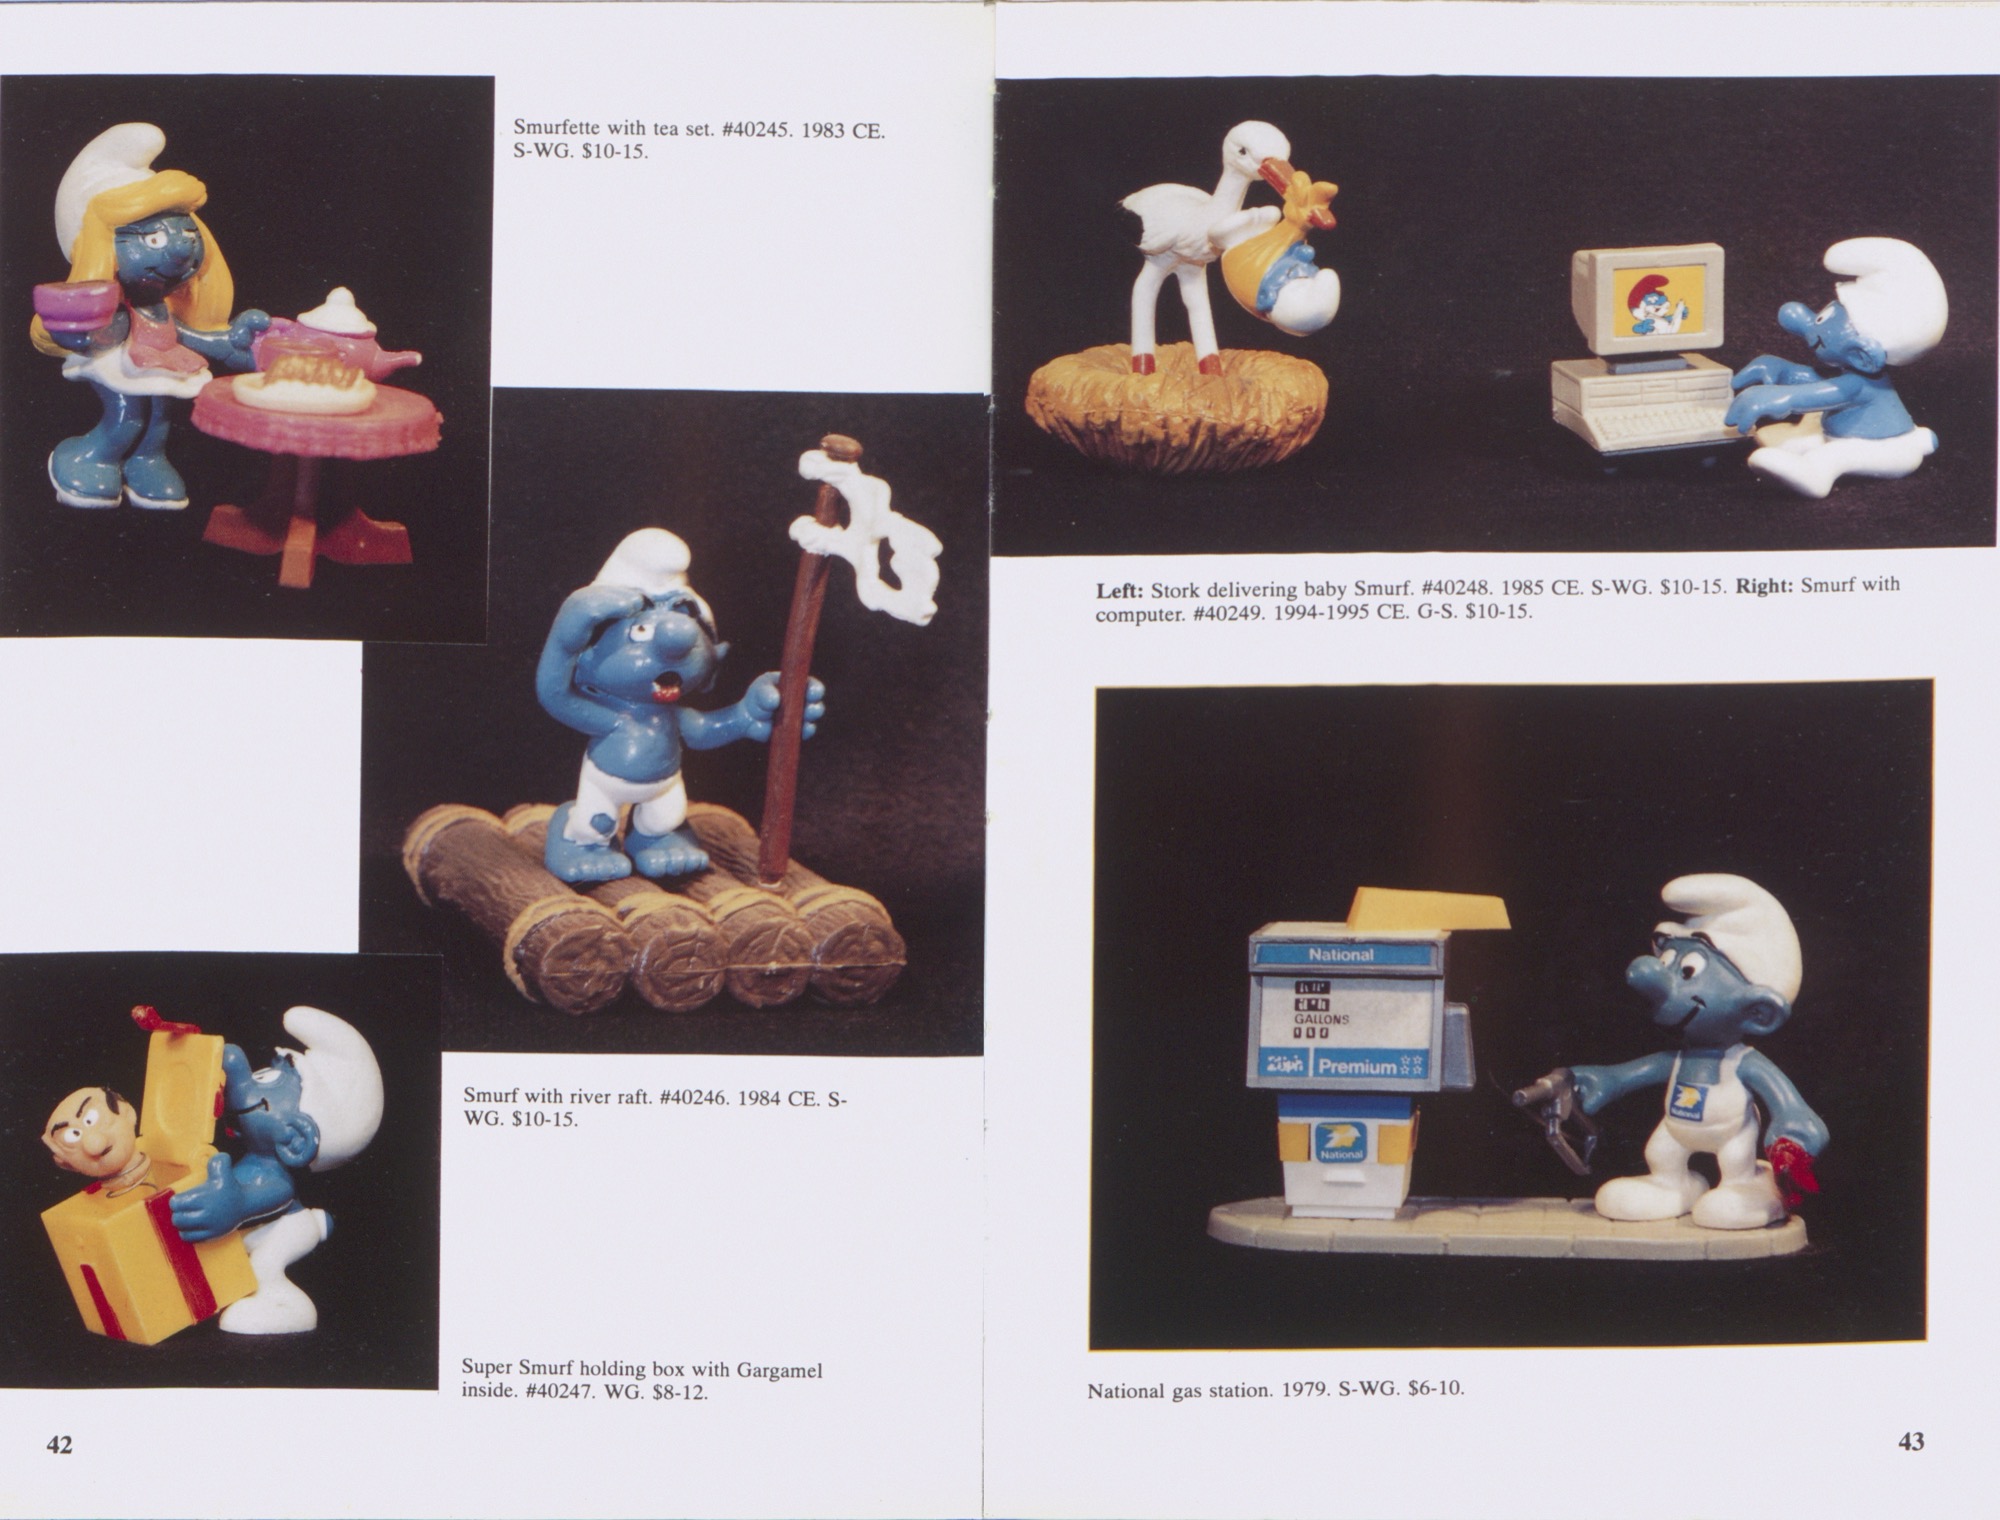 Smurfette with tea set. #40245. 1983 CE.
S-WG. $10-15.
Smurf with river raft. #40246. 1984 CE. S-
WG. $10-15.
Super Smurf holding box with Gargamel
inside. #40247. WG. $8-12.
42
Left: Stork delivering baby Smurf. #40248. 1985 CE. S-WG. $10-15. Right: Smurf with
computer. #40249. 1994-1995 CE. G-S. $10-15.
National
GALLONS
Premium
National
National
National gas station. 1979. S-WG. $6-10.
43